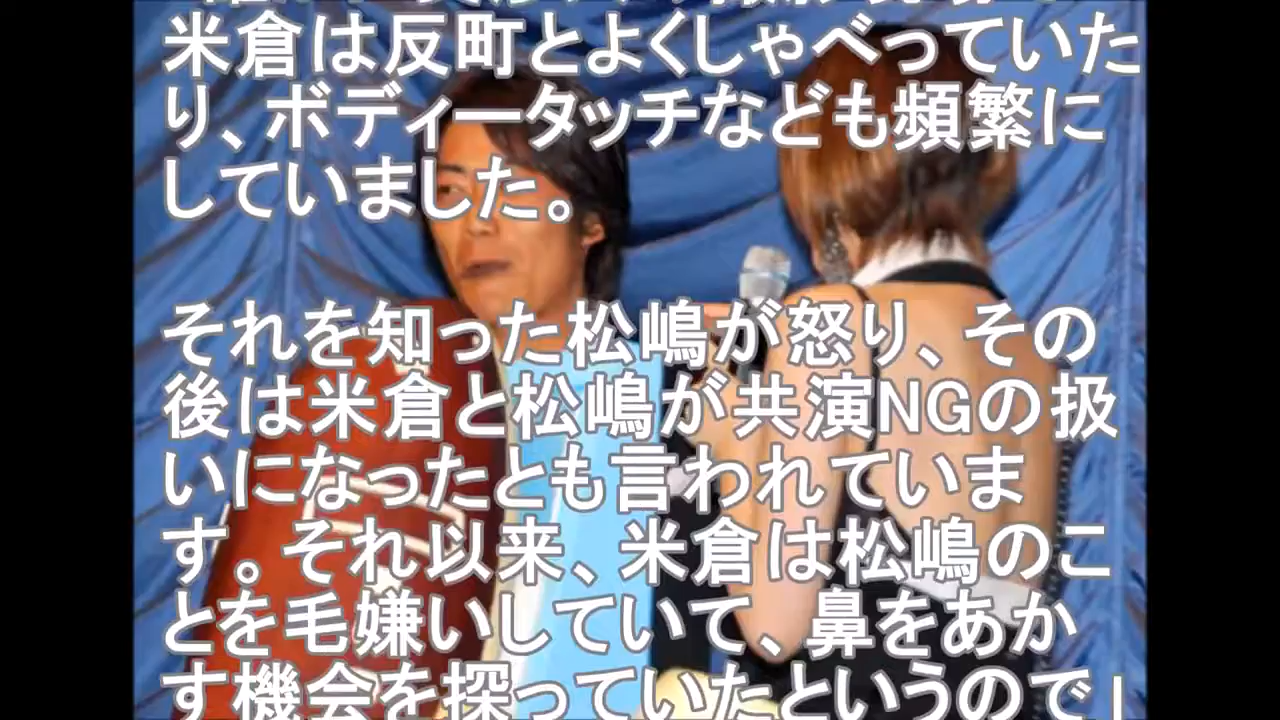 米倉は反町とよくしゃべっていた
り、ボディータッチなども頻繁に
していました。
それを知った松嶋が怒り、その
後は米倉と松嶋が共演NGの扱
いになったとも言われていま
す。それ以来、米倉は松嶋のこ
とを毛嫌いしていて、鼻をあか
す機会を探っていたというので」